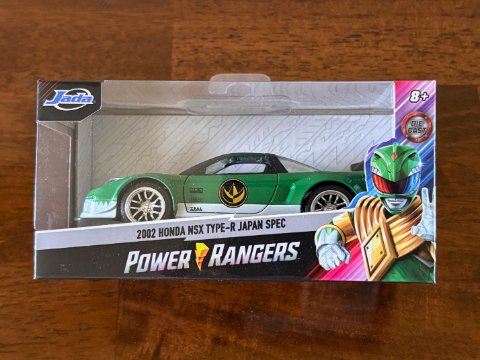 Jada
8+
DIE
CAST
2002 HONDA NSX TYPE-R JAPAN SPEC
POWER RANGERS